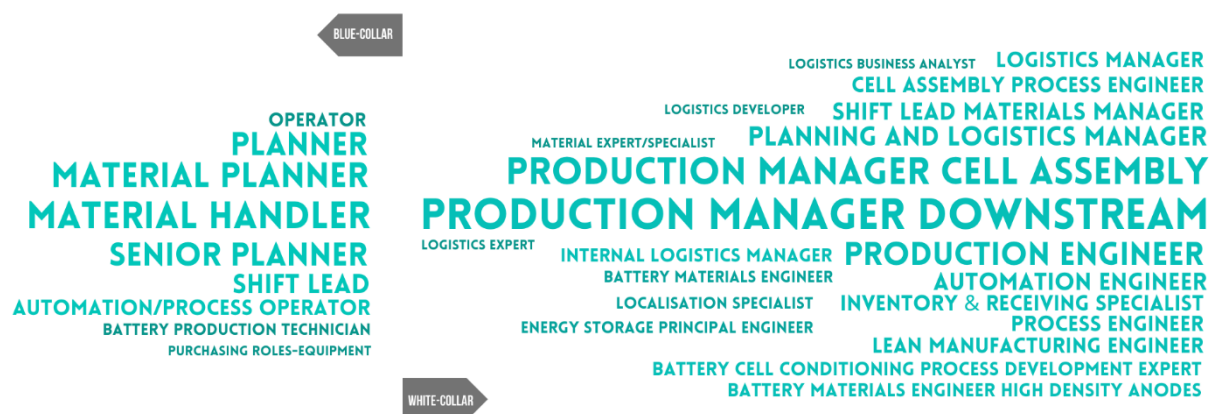 BLUE-COLLAR
OPERATOR
PLANNER
MATERIAL PLANNER
MATERIAL HANDLER
SENIOR PLANNER
SHIFT LEAD
AUTOMATION/PROCESS OPERATOR
BATTERY PRODUCTION TECHNICIAN
PURCHASING ROLES-EQUIPMENT
LOGISTICS BUSINESS ANALYST LOGISTICS MANAGER
CELL ASSEMBLY PROCESS ENGINEER
LOGISTICS DEVELOPER SHIFT LEAD MATERIALS MANAGER
MATERIAL EXPERT/SPECIALIST PLANNING AND LOGISTICS MANAGER
PRODUCTION MANAGER CELL ASSEMBLY
PRODUCTION MANAGER DOWNSTREAM
LOGISTICS EXPERT
INTERNAL LOGISTICS MANAGER PRODUCTION ENGINEER
BATTERY MATERIALS ENGINEER AUTOMATION ENGINEER
LOCALISATION SPECIALIST INVENTORY & RECEIVING SPECIALIST
ENERGY STORAGE PRINCIPAL ENGINEER PROCESS ENGINEER
LEAN MANUFACTURING ENGINEER
BATTERY CELL CONDITIONING PROCESS DEVELOPMENT EXPERT
BATTERY MATERIALS ENGINEER HIGH DENSITY ANODES
WHITE-COLLAR